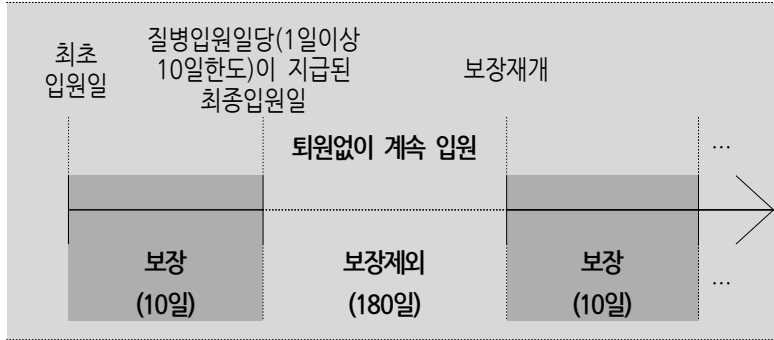 최초
입원일
질병입원일당(1일이상
10일한도)이 지급된
최종입원일
보장재개
퇴원없이 계속 입원
…
보장
(10일)
보장제외
(180일)
보장
(10일)
…